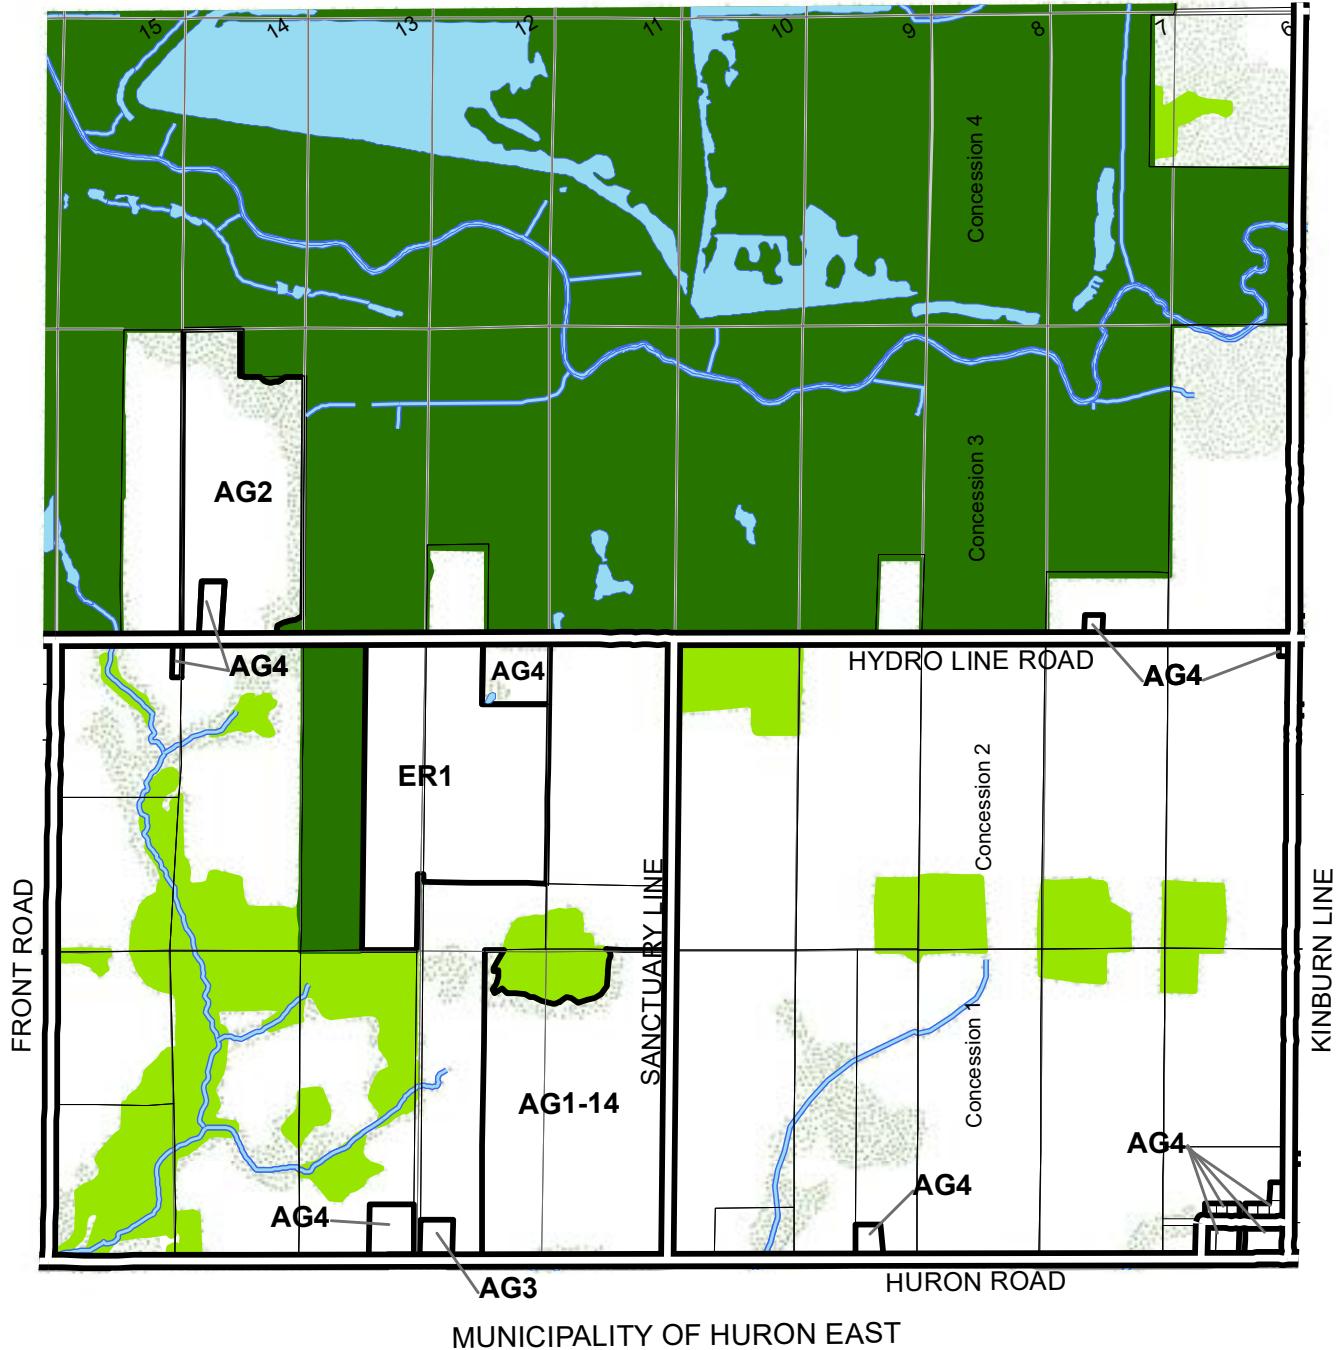 15
14
13
12
11
10
9
8
7
6
Concession 4
Concession 3
AG2
AG4
AG4
HYDRO LINE ROAD
AG4
ER1
Concession 2
FRONT ROAD
SANCTUARY LINE
KINBURN LINE
Concession 1
AG1-14
AG4
AG4
AG4
AG3
HURON ROAD
MUNICIPALITY OF HURON EAST